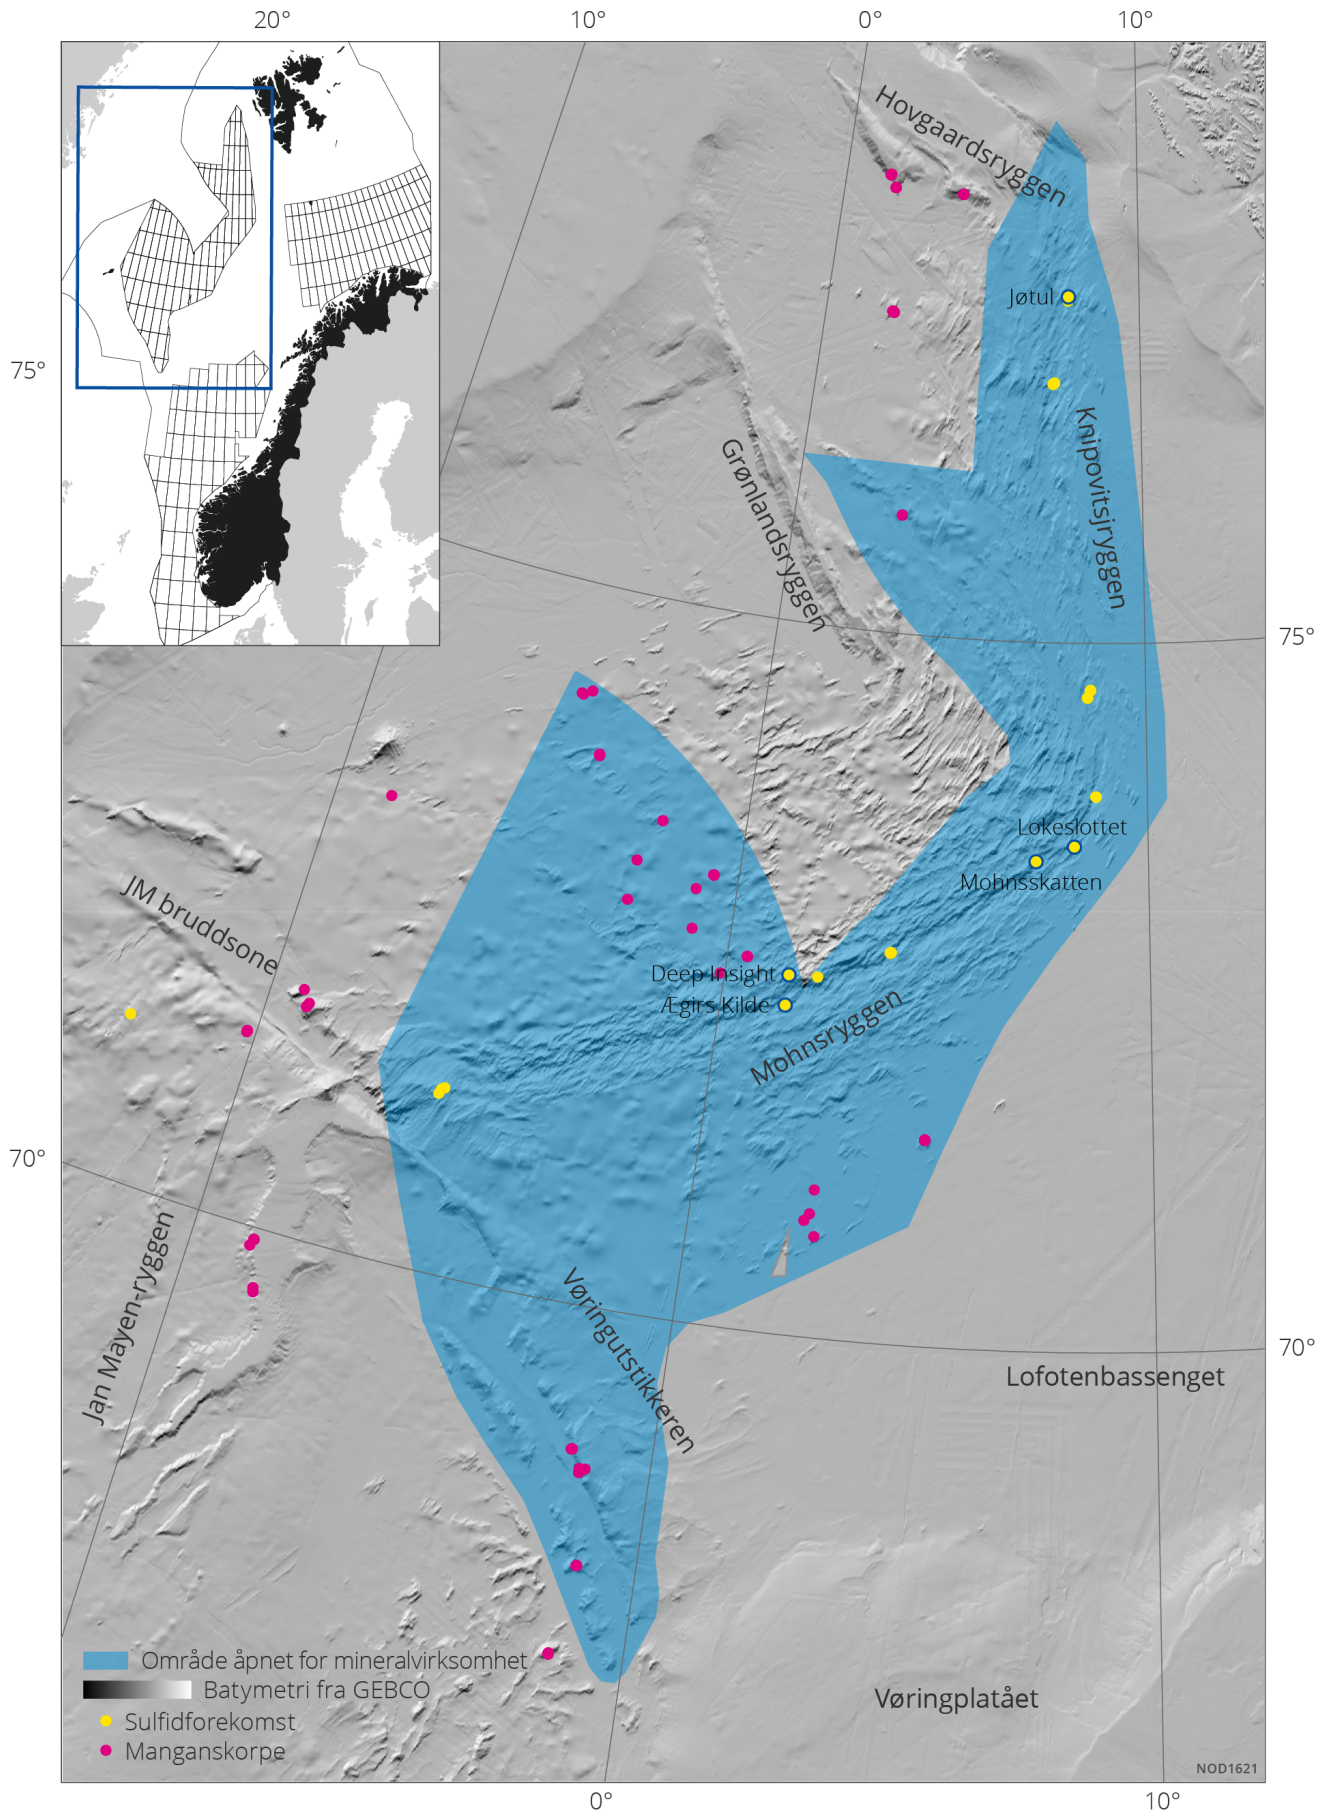 20°
10°
0°
10°
Hovgaardsryggen
Jøtul
75°
Knipovitsjryggen
Grønlandsryggen
75°
Lokeslottet
Mohnsskatten
JM bruddsone
Deep Insight
Ægirs Kilde
Mohnsryggen
70°
Jan Mayen-ryggen
Vøringutstikkeren
70°
Lofotenbassenget
Område åpnet for mineralvirksomhet
Batymetri fra GEBCO
Vøringplatået
Sulfidforekomst
Manganskorpe
NOD1621
0°
10°